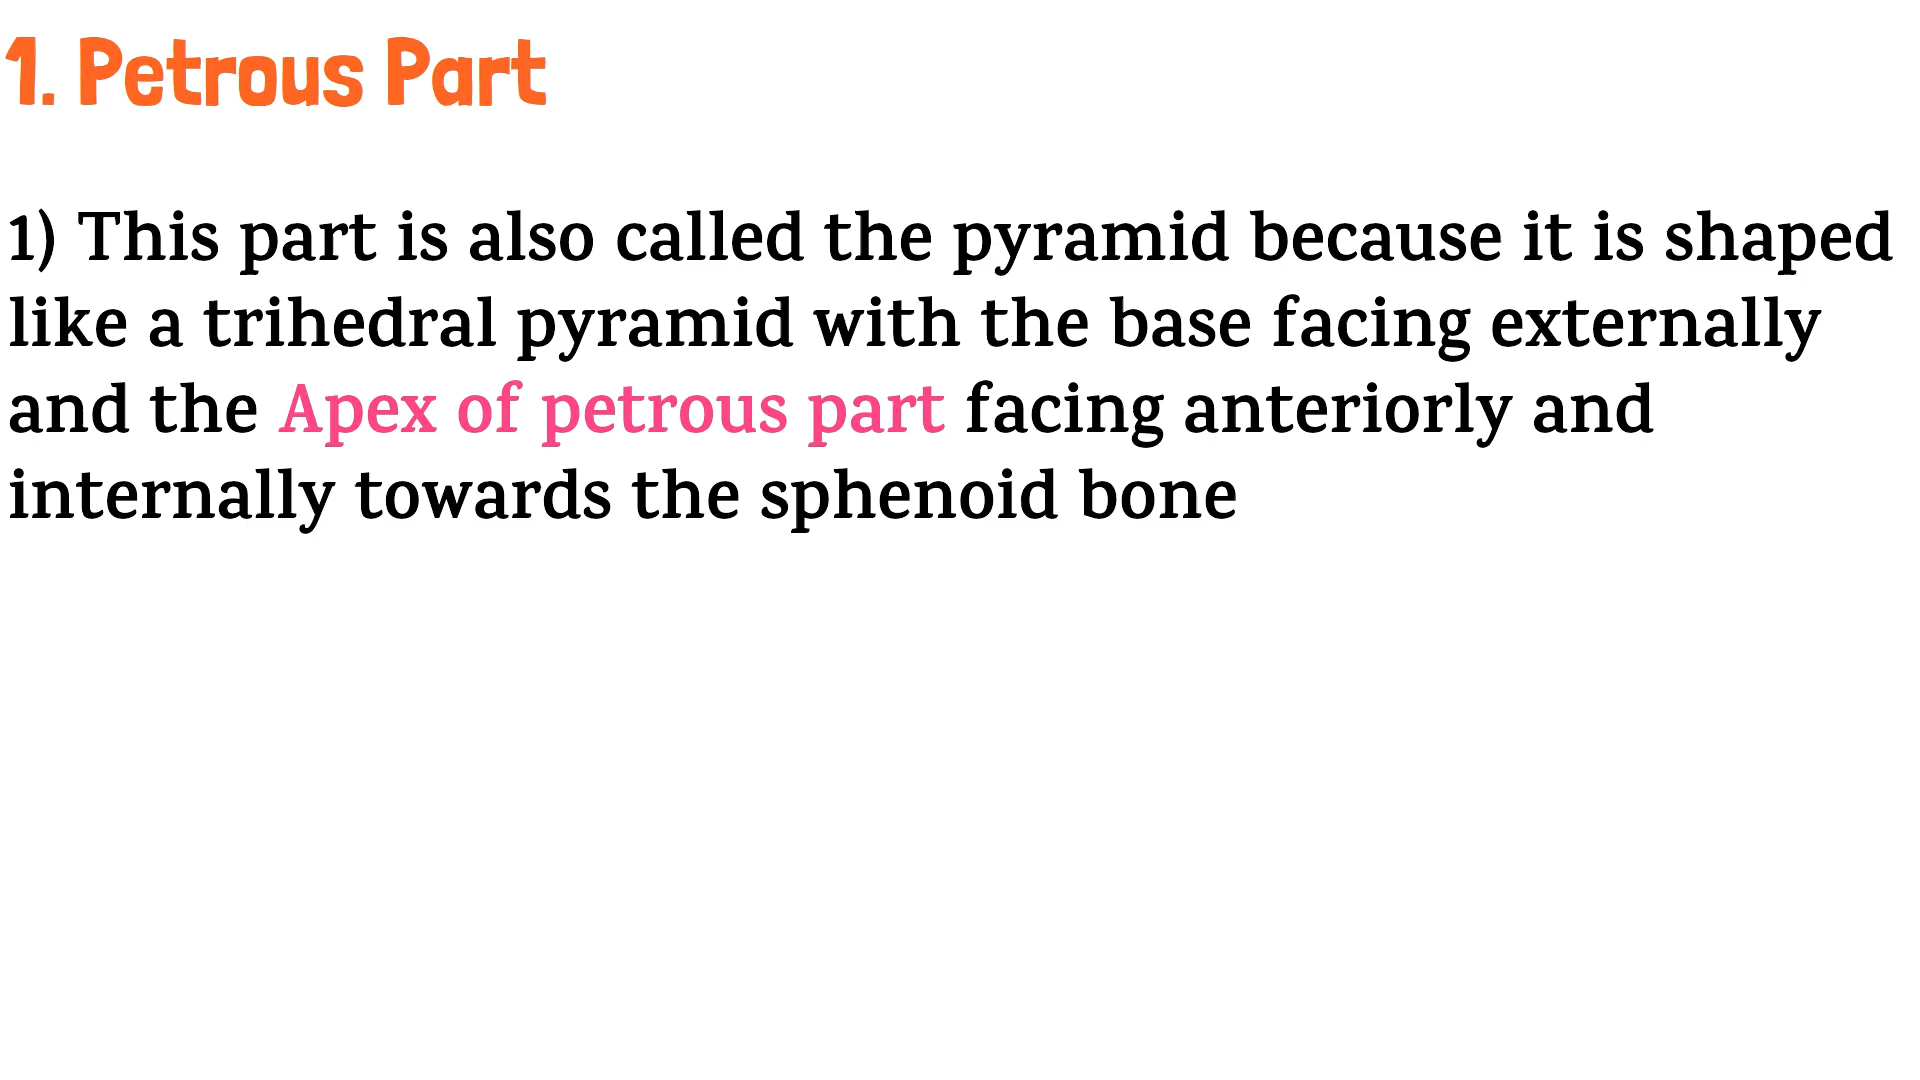 1. Petrous Part
1) This part is also called the pyramid because it is shaped
like a trihedral pyramid with the base facing externally
and the Apex of petrous part facing anteriorly and
internally towards the sphenoid bone